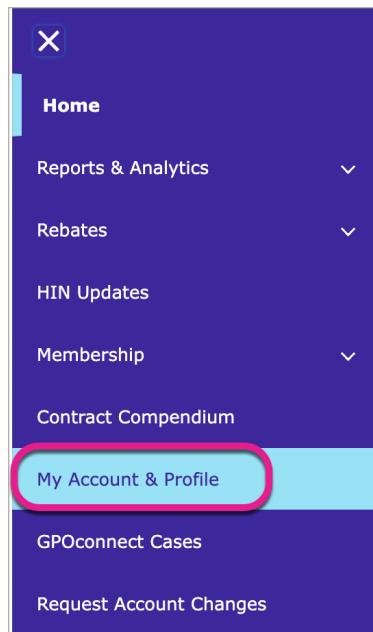 Home
Reports & Analytics
Rebates
HIN Updates
Membership
Contract Compendium
My Account & Profile
GPOconnect Cases
Request Account Changes